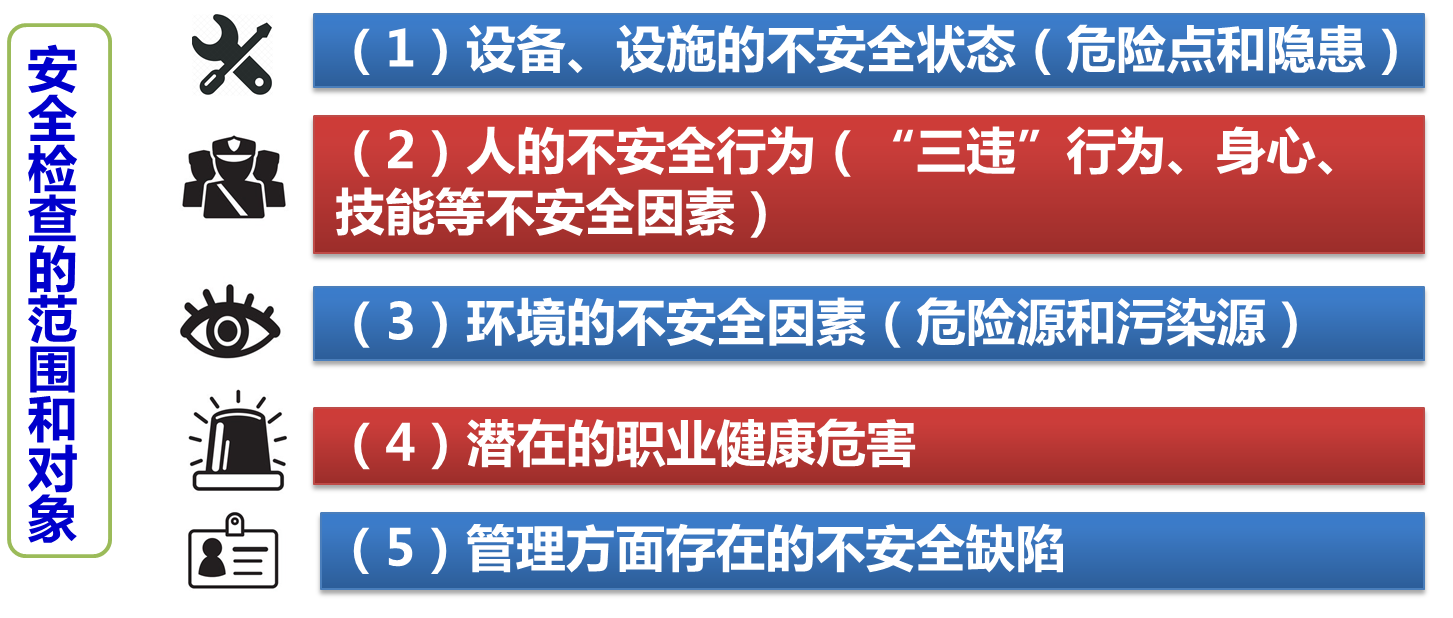 安全检查的范围和对象
（1）设备、设施的不安全状态（危险点和隐患）
（2）人的不安全行为（“三违”行为、身心、
技能等不安全因素）
（3）环境的不安全因素（危险源和污染源）
（4）潜在的职业健康危害
（5）管理方面存在的不安全缺陷